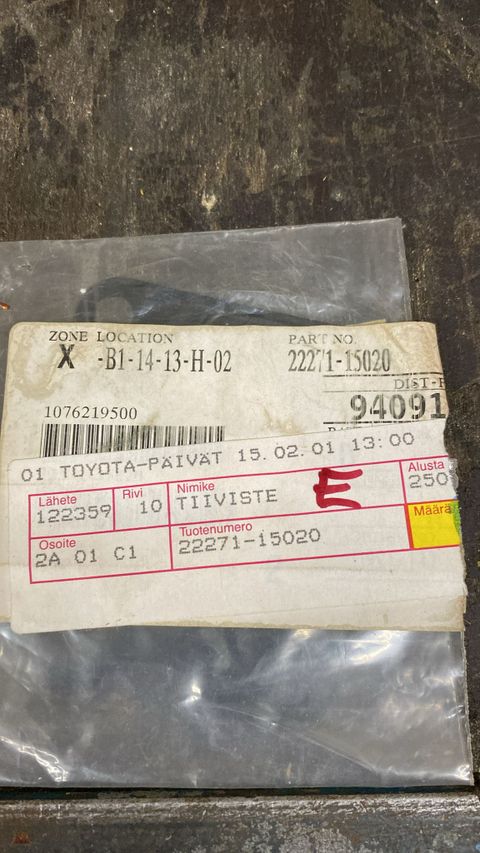 ZONE LOCATION PART NO
X -B1-14-13-H-02 22271-15020
DIST-
1076219500 94091
01 TOYOTA-PÄIVÄT 15.02.01 13:00
Lähete Rivi Nimike Alusta
122359 10 TIIVISTE E 250
Osoite Tuotenumero Määrä
2A 01 C1 22271-15020